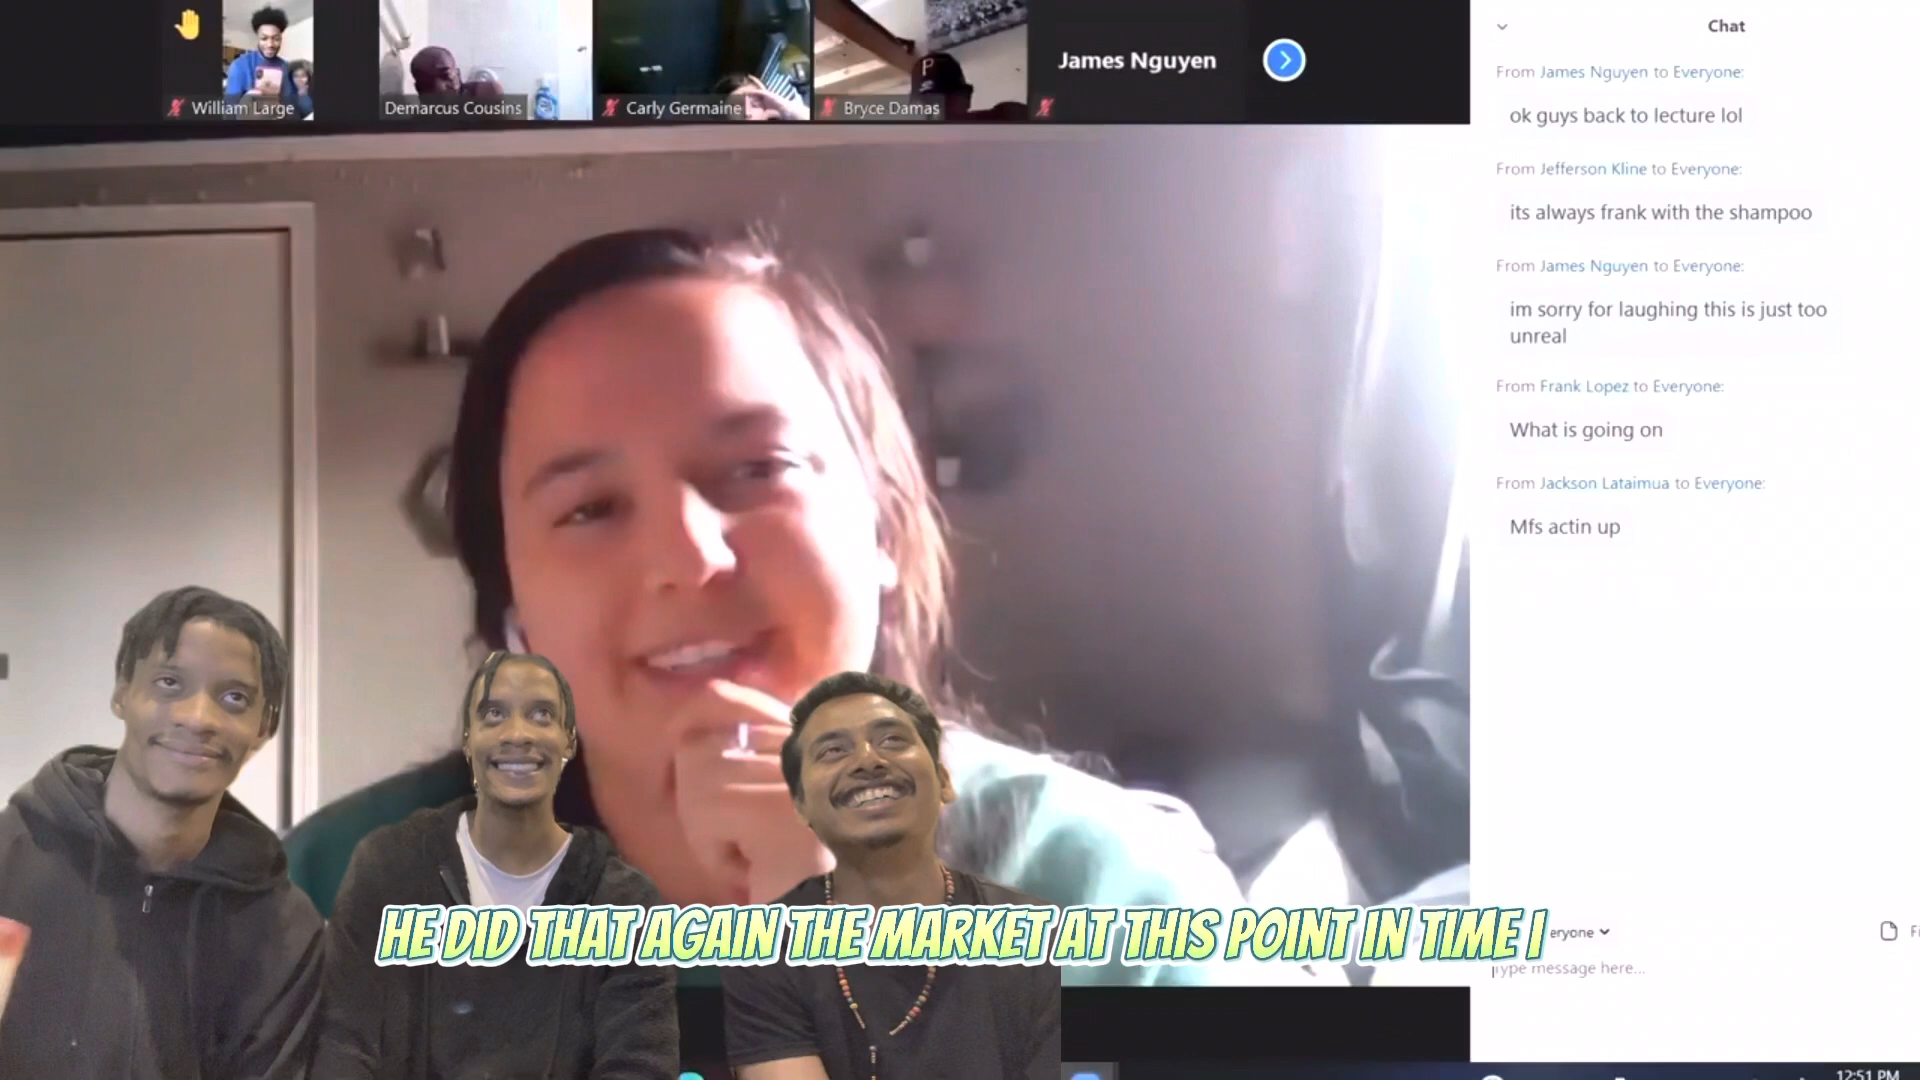 William Large
Demarcus Cousins
Carly Germaine
Bryce Damas
James Nguyen
P
Chat
From James Nguyen to Everyone:
ok guys back to lecture lol
From Jefferson Kline to Everyone:
its always frank with the shampoo
From James Nguyen to Everyone:
im sorry for laughing this is just too
unreal
From Frank Lopez to Everyone:
What is going on
From Jackson Lataimua to Everyone:
Mfs actin up
HE DID THAT AGAIN THE MARKET AT THIS POINT IN TIME I
eryone
Fi
Type message here...
12:51 PM